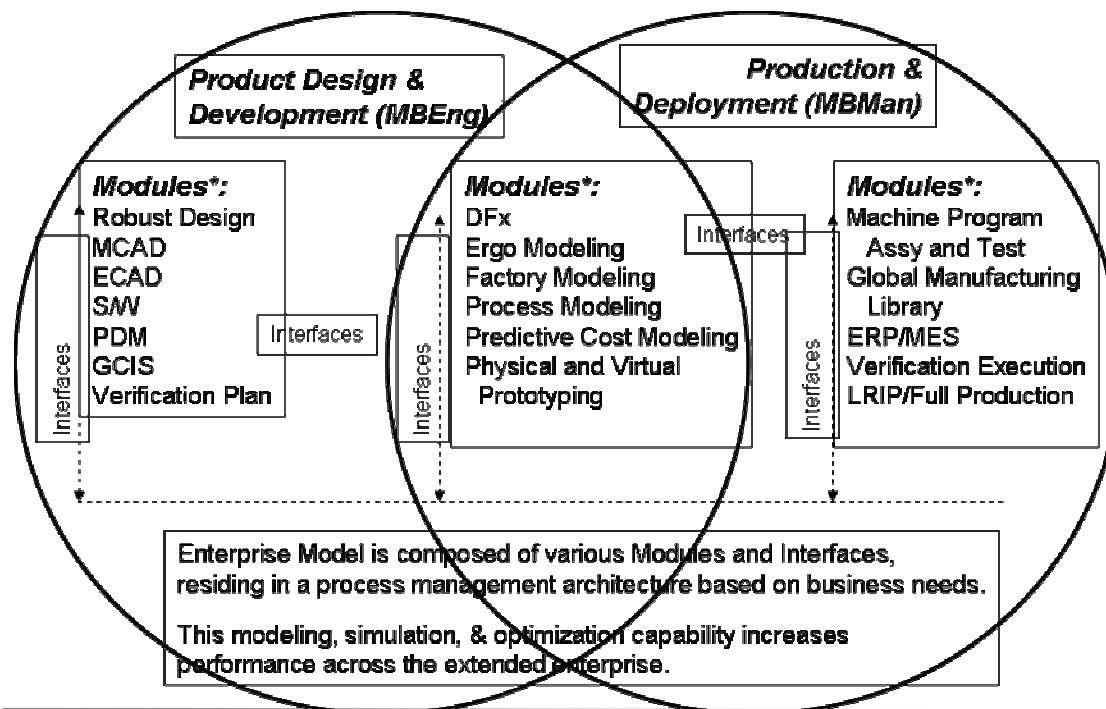 Product Design &
Development (MBEng)
Production &
Deployment (MBMan)
Modules*:
Robust Design
MCAD
ECAD
S/W
PDM
GCIS
Verification Plan
Interfaces
Interfaces
Modules*:
DFx
Ergo Modeling
Factory Modeling
Process Modeling
Predictive Cost Modeling
Physical and Virtual
Prototyping
Interfaces
Interfaces
Modules*:
Machine Program
Assy and Test
Global Manufacturing
Library
ERP/MES
Verification Execution
LRIP/Full Production
Interfaces
Enterprise Model is composed of various Modules and Interfaces,
residing in a process management architecture based on business needs.
This modeling, simulation, & optimization capability increases
performance across the extended enterprise.